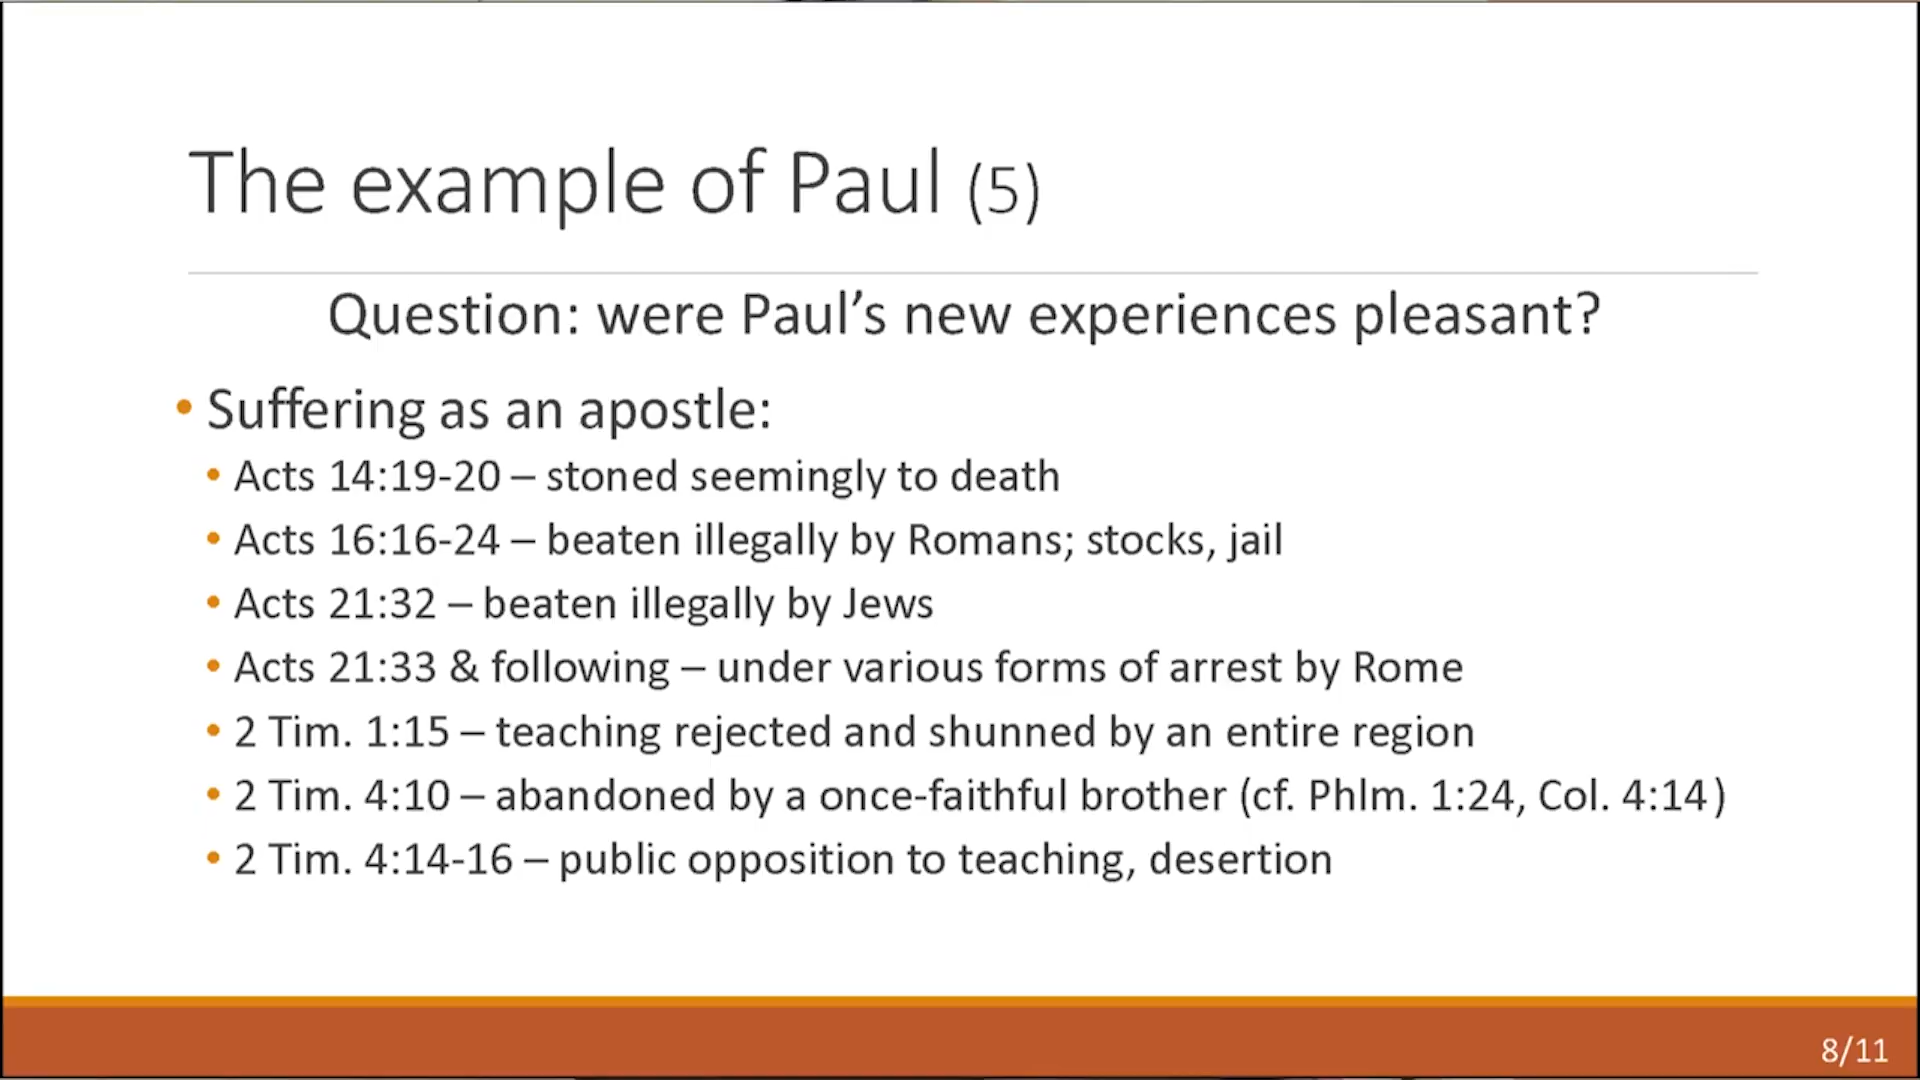 The example of Paul (5)
Question: were Paul’s new experiences pleasant?
• Suffering as an apostle:
• Acts 14:19-20 – stoned seemingly to death
• Acts 16:16-24 – beaten illegally by Romans; stocks, jail
• Acts 21:32 – beaten illegally by Jews
• Acts 21:33 & following – under various forms of arrest by Rome
• 2 Tim. 1:15 – teaching rejected and shunned by an entire region
• 2 Tim. 4:10 – abandoned by a once-faithful brother (cf. Phlm. 1:24, Col. 4:14)
• 2 Tim. 4:14-16 – public opposition to teaching, desertion
8/11